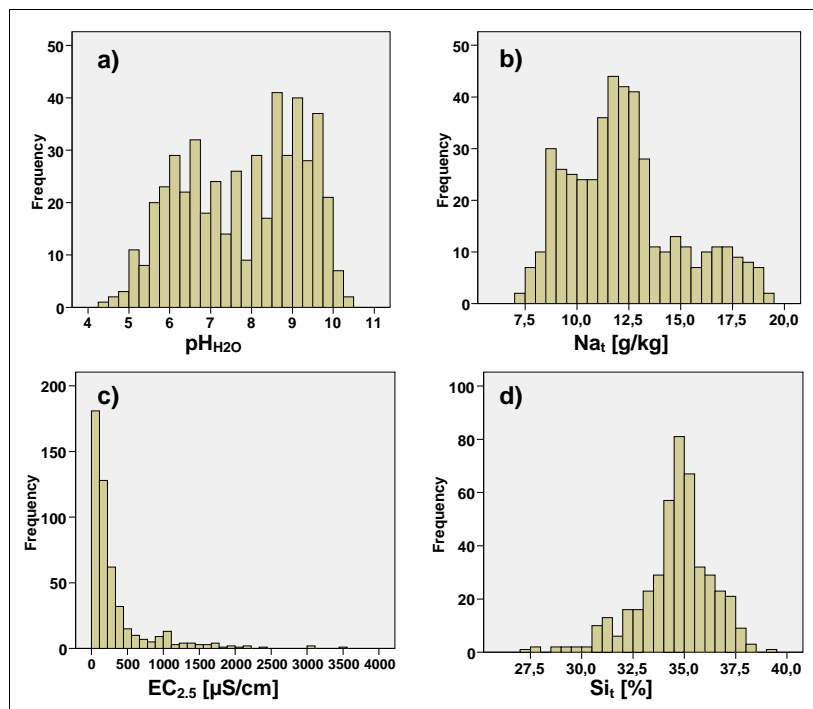 a)
50
40
30
20
10
0
Frequency
4 5 6 7 8 9 10 11
pHH2O
b)
50
40
30
20
10
0
Frequency
7,5 10,0 12,5 15,0 17,5 20,0
Nat [g/kg]
c)
200
150
100
50
0
Frequency
0 500 1000 1500 2000 2500 3000 3500 4000
EC2.5 [µS/cm]
d)
100
80
60
40
20
0
Frequency
27,5 30,0 32,5 35,0 37,5 40,0
Sit [%]